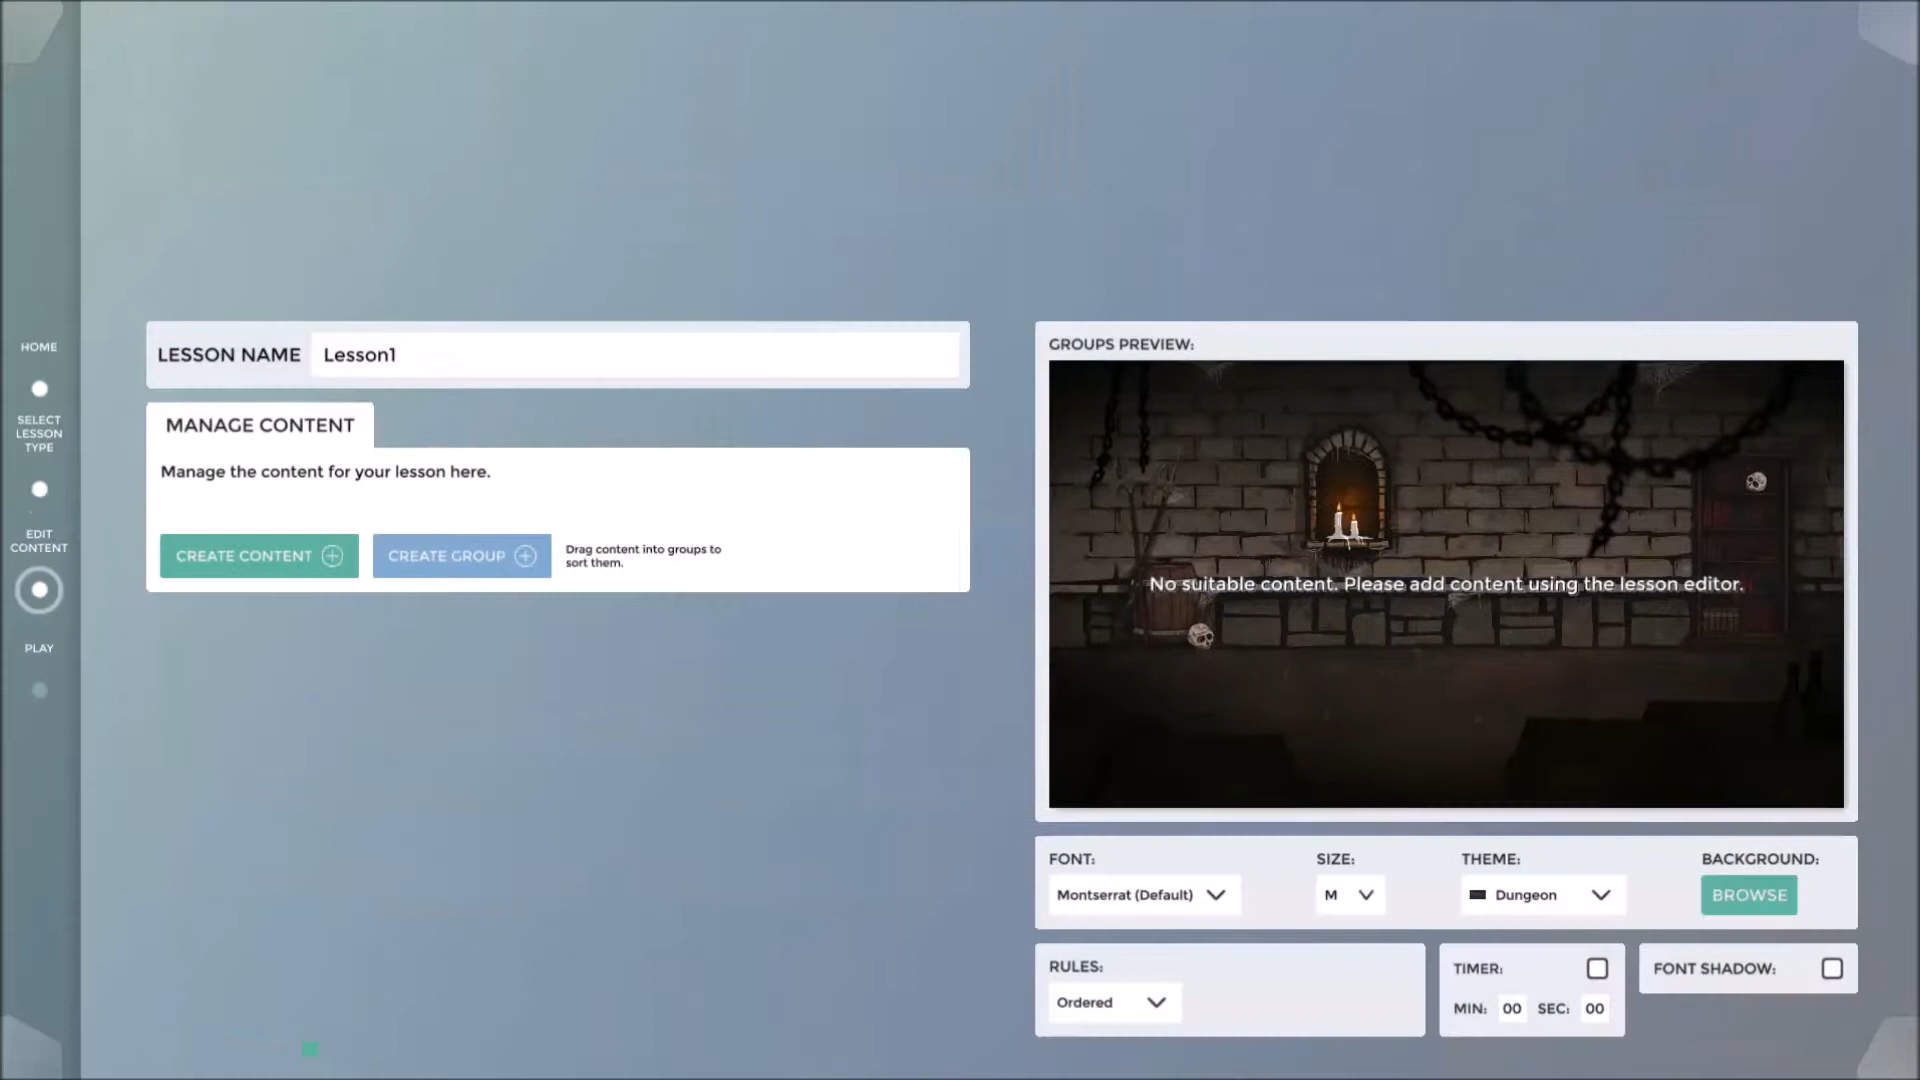 HOME
SELECT
LESSON
TYPE
EDIT
CONTENT
PLAY
LESSON NAME
Lesson1
MANAGE CONTENT
Manage the content for your lesson here.
CREATE CONTENT
CREATE GROUP
Drag content into groups to
sort them.
GROUPS PREVIEW:
No suitable content. Please add content using the lesson editor.
FONT:
Montserrat (Default)
SIZE:
M
THEME:
Dungeon
BACKGROUND:
BROWSE
RULES:
Ordered
TIMER:
MIN: 00 SEC: 00
FONT SHADOW: